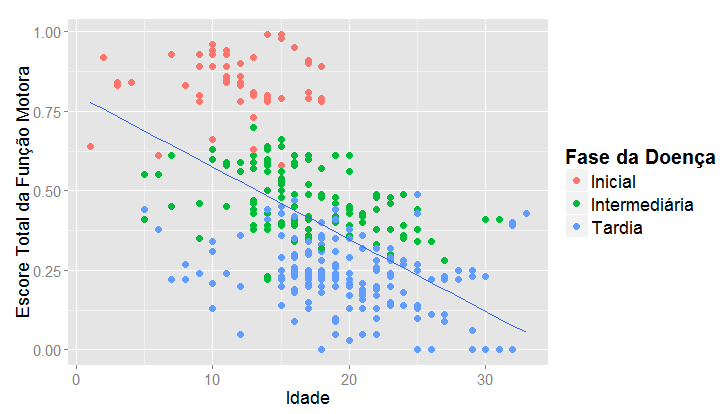 1.00
0.75
0.50
0.25
0.00
Escore Total da Função Motora
0 10 20 30
Idade
Fase da Doença
Inicial
Intermediária
Tardia